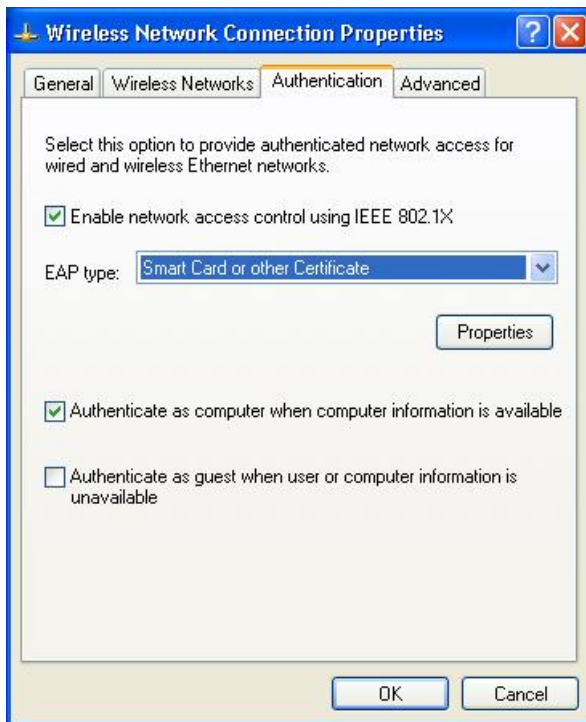 Wireless Network Connection Properties
General Wireless Networks Authentication Advanced
Select this option to provide authenticated network access for
wired and wireless Ethernet networks.
Enable network access control using IEEE 802.1X
EAP type: Smart Card or other Certificate
Properties
Authenticate as computer when computer information is available
Authenticate as guest when user or computer information is
unavailable
OK Cancel